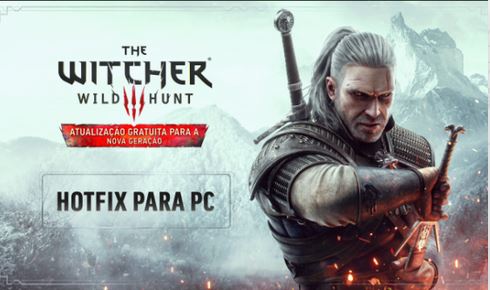 THE
WITCHER
WILD HUNT
ATUALIZAÇÃO GRATUITA PARA A
NOVA GERAÇÃO
HOTFIX PARA PC